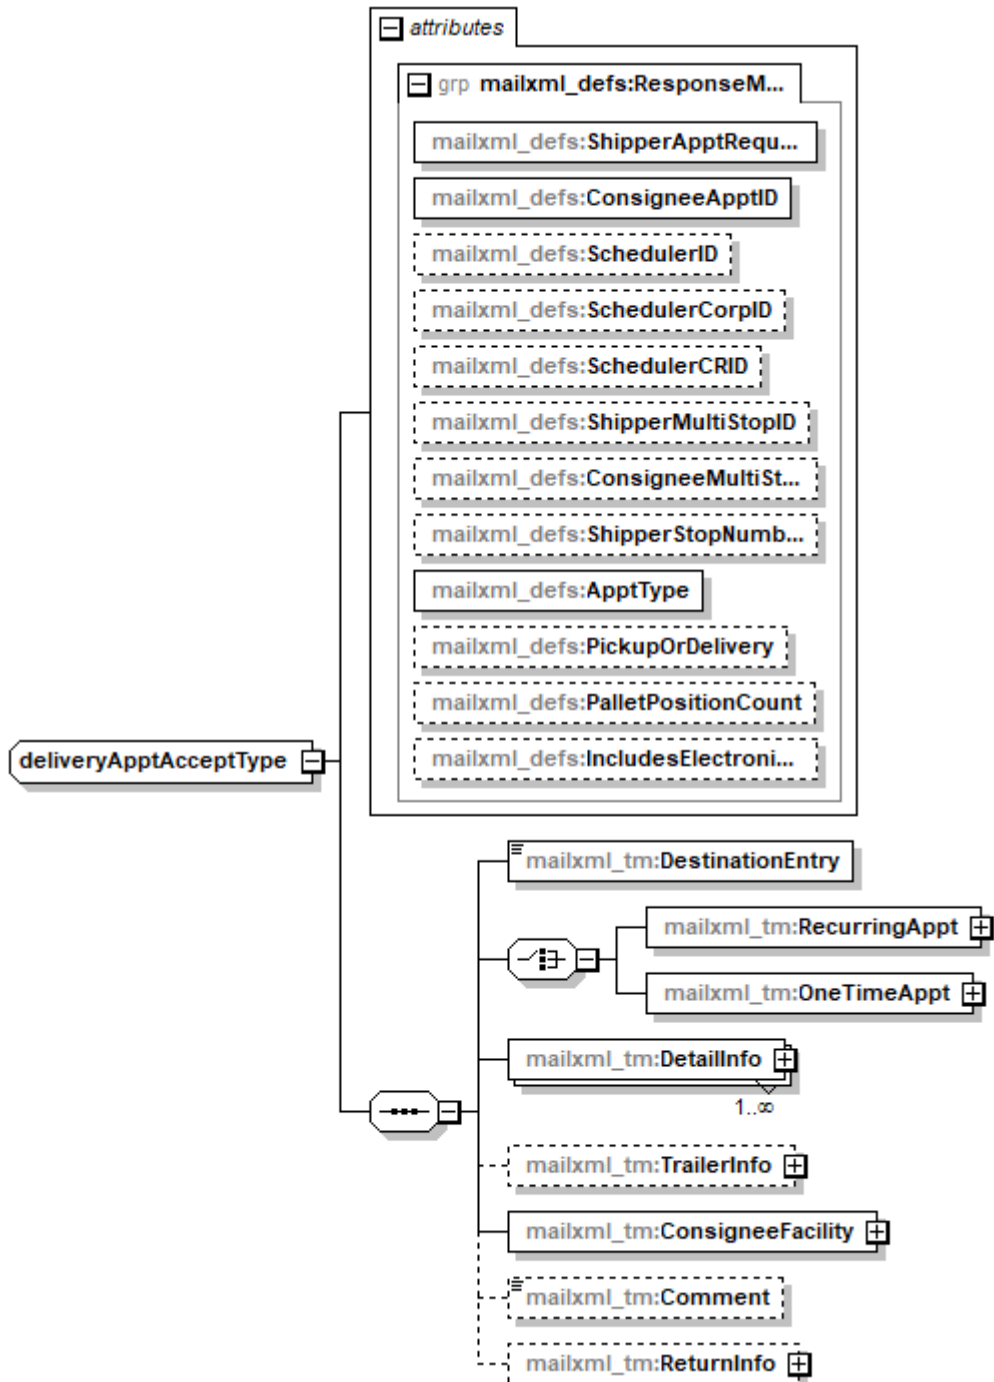 attributes
grp mailxml_defs:ResponseM...
mailxml_defs:ShipperApptRequ...
mailxml_defs:ConsigneeApptID
mailxml_defs:SchedulerID
mailxml_defs:SchedulerCorpID
mailxml_defs:SchedulerCRID
mailxml_defs:ShipperMultiStopID
mailxml_defs:ConsigneeMultiSt...
mailxml_defs:ShipperStopNumb...
mailxml_defs:ApptType
mailxml_defs:PickupOrDelivery
mailxml_defs:PalletPositionCount
mailxml_defs:IncludesElectroni...
deliveryApptAcceptType
mailxml_tm:DestinationEntry
mailxml_tm:RecurringAppt
mailxml_tm:OneTimeAppt
mailxml_tm:DetailInfo
1..∞
mailxml_tm:TrailerInfo
mailxml_tm:ConsigneeFacility
mailxml_tm:Comment
mailxml_tm:ReturnInfo